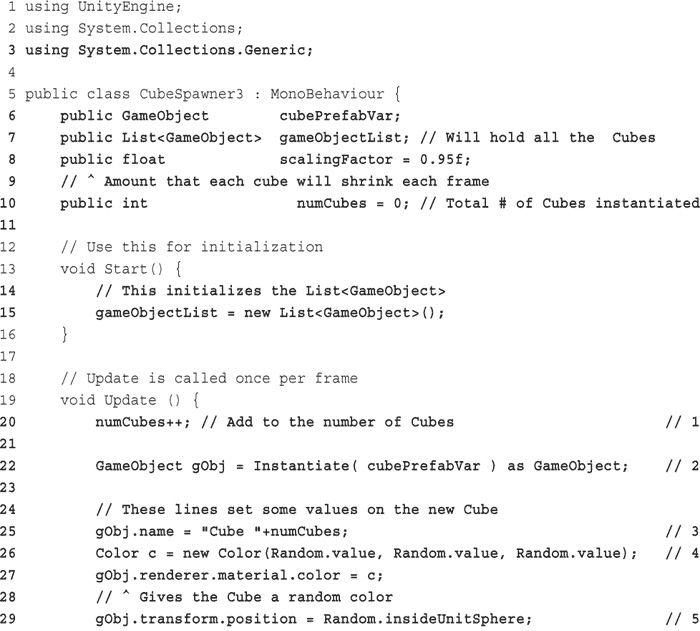 1 using UnityEngine;
2 using System.Collections;
3 using System.Collections.Generic;
4
5 public class CubeSpawner3 : MonoBehaviour {
6     public GameObject        cubePrefabVar;
7     public List<GameObject>  gameObjectList; // Will hold all the  Cubes
8     public float             scalingFactor = 0.95f;
9     // ^ Amount that each cube will shrink each frame
10     public int                 numCubes = 0; // Total # of Cubes instantiated
11
12     // Use this for initialization
13     void Start() {
14         // This initializes the List<GameObject>
15         gameObjectList = new List<GameObject>();
16     }
17
18     // Update is called once per frame
19     void Update () {
20         numCubes++; // Add to the number of Cubes                        // 1
21
22         GameObject gObj = Instantiate( cubePrefabVar ) as GameObject;    // 2
23
24         // These lines set some values on the new Cube
25         gObj.name = "Cube "+numCubes;                                    // 3
26         Color c = new Color(Random.value, Random.value, Random.value);   // 4
27         gObj.renderer.material.color = c;
28         // ^ Gives the Cube a random color
29         gObj.transform.position = Random.insideUnitSphere;               // 5